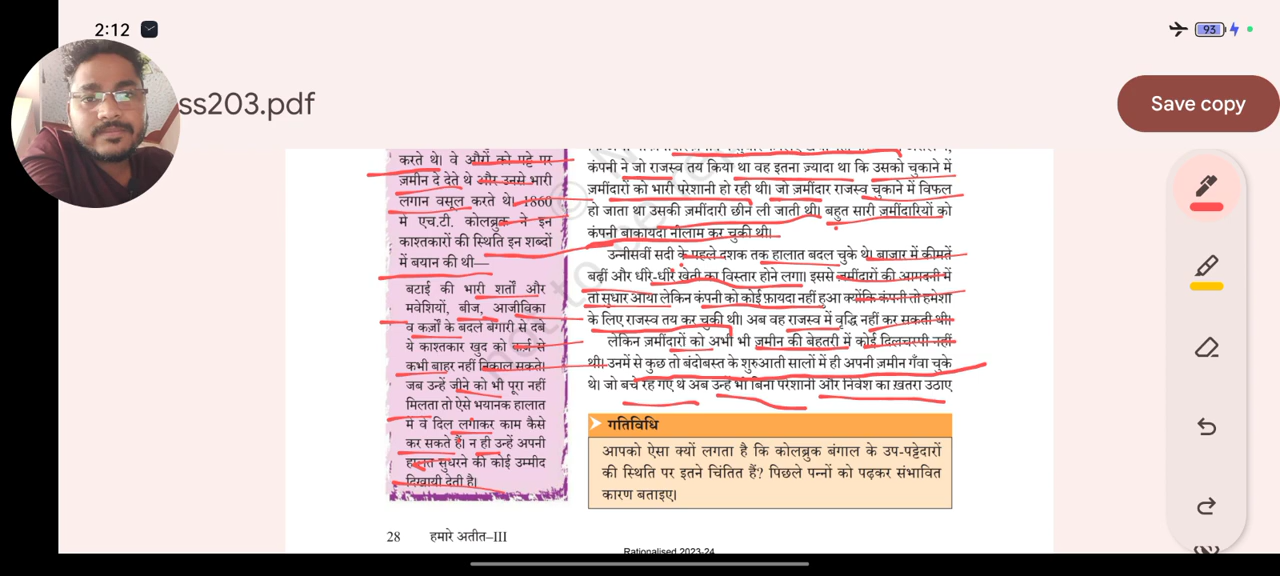 2:12
93
ss203.pdf
Save copy
करते थे। वे औरों को पट्टे पर
ज़मीन दे देते थे और उनसे भारी
लगान वसूल करते थे। 1860
में एच.टी. कोलब्रुक ने इन
काश्तकारों की स्थिति इन शब्दों
में बयान की थी—
बटाई की भारी शर्तों और
मवेशियों, बीज, आजीविका
व कर्ज़ों के बदले बेगारी से दबे
ये काश्तकार खुद को कर्ज़ से
कभी बाहर नहीं निकाल सकते।
जब उन्हें जीने को भी पूरा नहीं
मिलता तो ऐसे भयानक हालात
में वे दिल लगाकर काम कैसे
कर सकते हैं। न ही उन्हें अपनी
हालत सुधरने की कोई उम्मीद
दिखायी देती है।
कंपनी ने जो राजस्व तय किया था वह इतना ज़्यादा था कि उसको चुकाने में
ज़मींदारों को भारी परेशानी हो रही थी। जो ज़मींदार राजस्व चुकाने में विफल
हो जाता था उसकी ज़मींदारी छीन ली जाती थी। बहुत सारी ज़मींदारियों को
कंपनी बाकायदा नीलाम कर चुकी थी।
उन्नीसवीं सदी के पहले दशक तक हालात बदल चुके थे। बाजार में कीमतें
बढ़ीं और धीरे-धीरे खेती का विस्तार होने लगा। इससे ज़मींदारों की आमदनी में
तो सुधार आया लेकिन कंपनी को कोई फ़ायदा नहीं हुआ क्योंकि कंपनी तो हमेशा
के लिए राजस्व तय कर चुकी थी। अब वह राजस्व में वृद्धि नहीं कर सकती थी।
लेकिन ज़मींदारों को अभी भी ज़मीन की बेहतरी में कोई दिलचस्पी नहीं
थी। उनमें से कुछ तो बंदोबस्त के शुरुआती सालों में ही अपनी ज़मीन गँवा चुके
थे। जो बचे रह गए थे अब उन्हें भी बिना परेशानी और निवेश का ख़तरा उठाए
गतिविधि
आपको ऐसा क्यों लगता है कि कोलब्रुक बंगाल के उप-पट्टेदारों
की स्थिति पर इतने चिंतित हैं? पिछले पन्नों को पढ़कर संभावित
कारण बताइए।
28 हमारे अतीत–III
Rationalised 2023-24